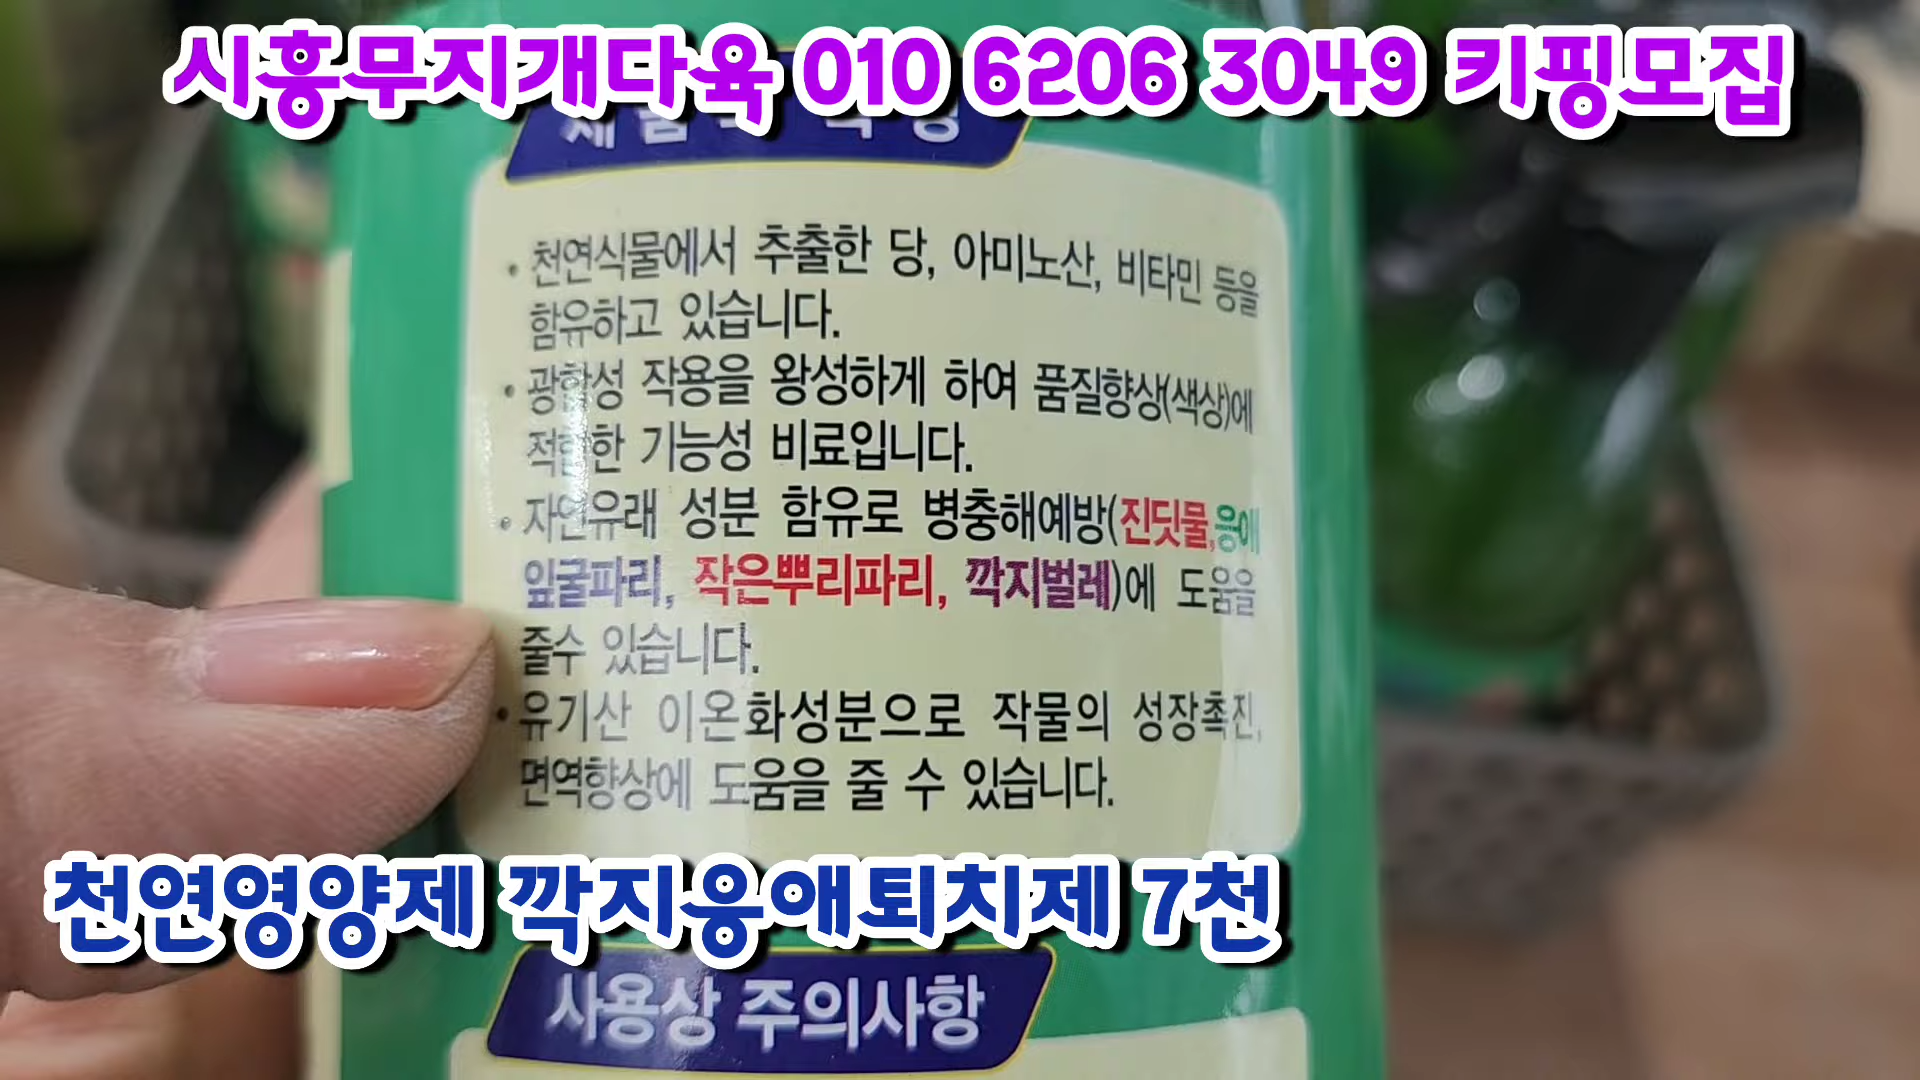 시흥무지개다육 010 6206 3049 키핑모집
• 천연식물에서 추출한 당, 아미노산, 비타민 등을
함유하고 있습니다.
• 광합성 작용을 왕성하게 하여 품질향상(색상)에
적합한 기능성 비료입니다.
• 자연유래 성분 함유로 병충해예방(진딧물,응애
잎굴파리, 작은뿌리파리, 깍지벌레)에 도움을
줄수 있습니다.
• 유기산 이온화성분으로 작물의 성장촉진,
면역향상에 도움을 줄 수 있습니다.
천연영양제 깍지응애퇴치제 7천
사용상 주의사항